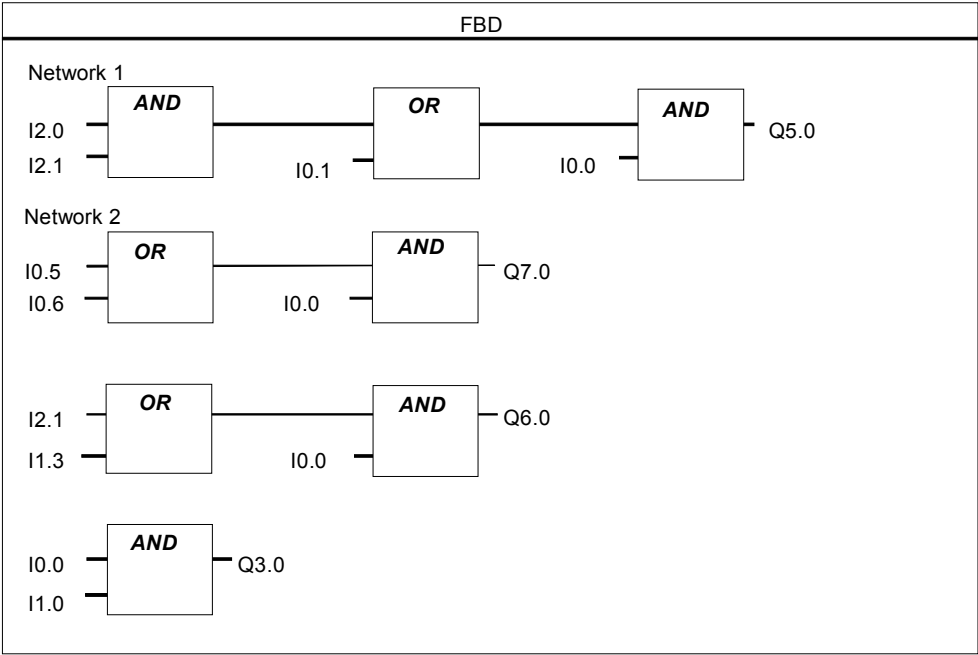 FBD
Network 1
AND
OR
AND
I2.0
Q5.0
I2.1
I0.1
I0.0
Network 2
OR
AND
I0.5
Q7.0
I0.6
I0.0
OR
AND
I2.1
Q6.0
I1.3
I0.0
AND
I0.0
Q3.0
I1.0